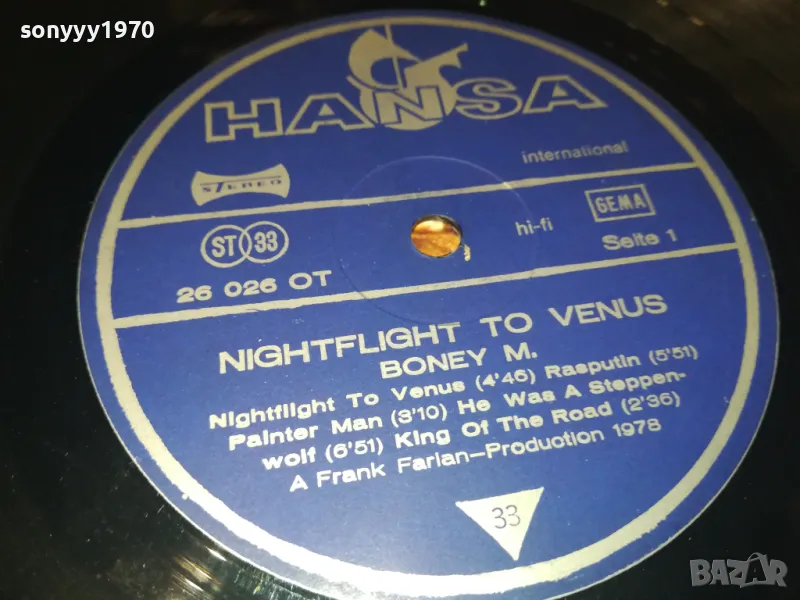 sonyyy1970
HANSA
international
STEREO
ST 33
hi-fi
GEMA
26 026 OT
Seite 1
NIGHTFLIGHT TO VENUS
BONEY M.
Nightflight To Venus (4'46) Rasputin (5'51)
Painter Man (3'10) He Was A Steppen-
wolf (6'51) King Of The Road (2'36)
A Frank Farian—Production 1978
33
BAZAR